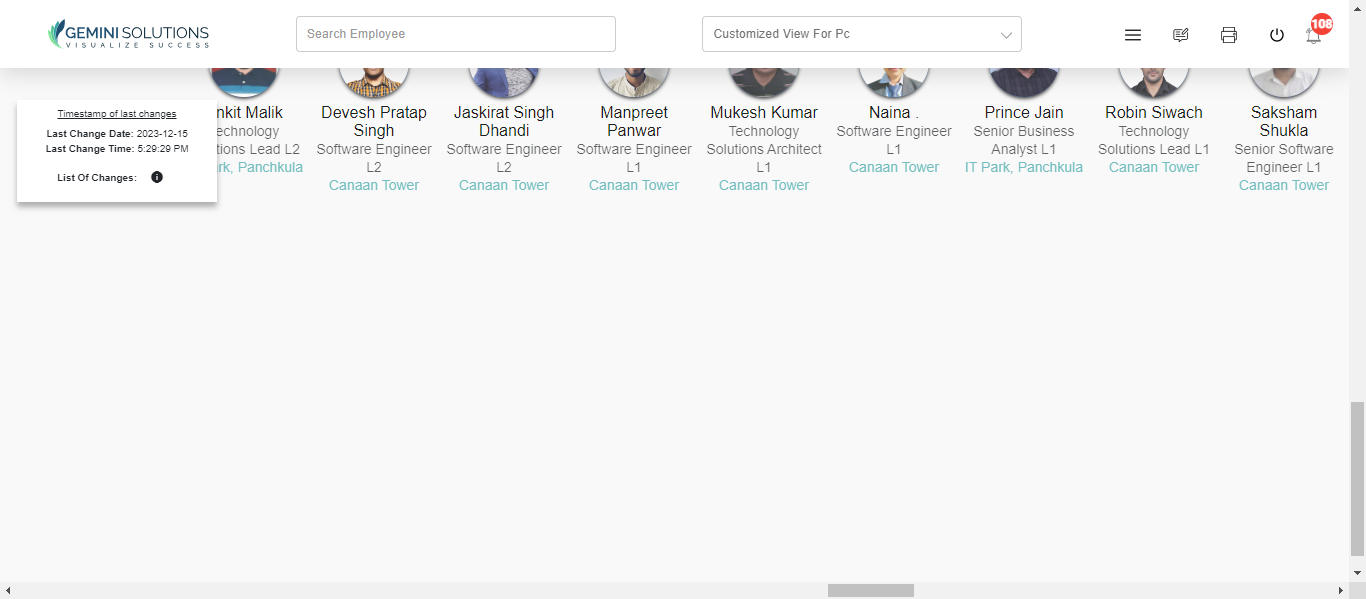 GEMINI SOLUTIONS
VISUALIZE SUCCESS
Search Employee
Customized View For Pc
108
Timestamp of last changes
Last Change Date: 2023-12-15
Last Change Time: 5:29:29 PM
List Of Changes:
nkit Malik
echnology
tions Lead L2
rk, Panchkula
Devesh Pratap
Singh
Software Engineer
L2
Canaan Tower
Jaskirat Singh
Dhandi
Software Engineer
L2
Canaan Tower
Manpreet
Panwar
Software Engineer
L1
Canaan Tower
Mukesh Kumar
Technology
Solutions Architect
L1
Canaan Tower
Naina .
Software Engineer
L1
Canaan Tower
Prince Jain
Senior Business
Analyst L1
IT Park, Panchkula
Robin Siwach
Technology
Solutions Lead L1
Canaan Tower
Saksham
Shukla
Senior Software
Engineer L1
Canaan Tower